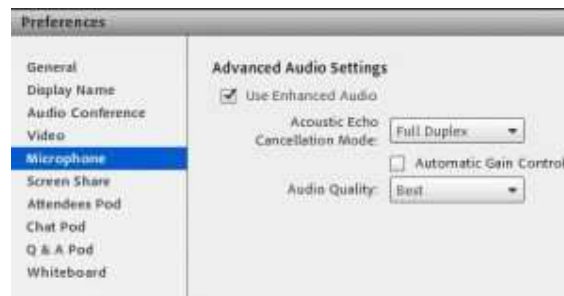 Preferences
General
Display Name
Audio Conference
Video
Microphone
Screen Share
Attendees Pod
Chat Pod
Q & A Pod
Whiteboard
Advanced Audio Settings
Use Enhanced Audio
Acoustic Echo
Cancellation Mode:
Full Duplex
Automatic Gain Control
Audio Quality:
Best